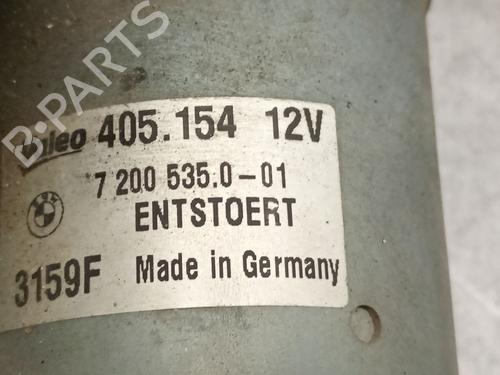 B-PARTS
Valeo 405.154 12V
7 200 535.0-01
ENTSTOERT
3159F Made in Germany